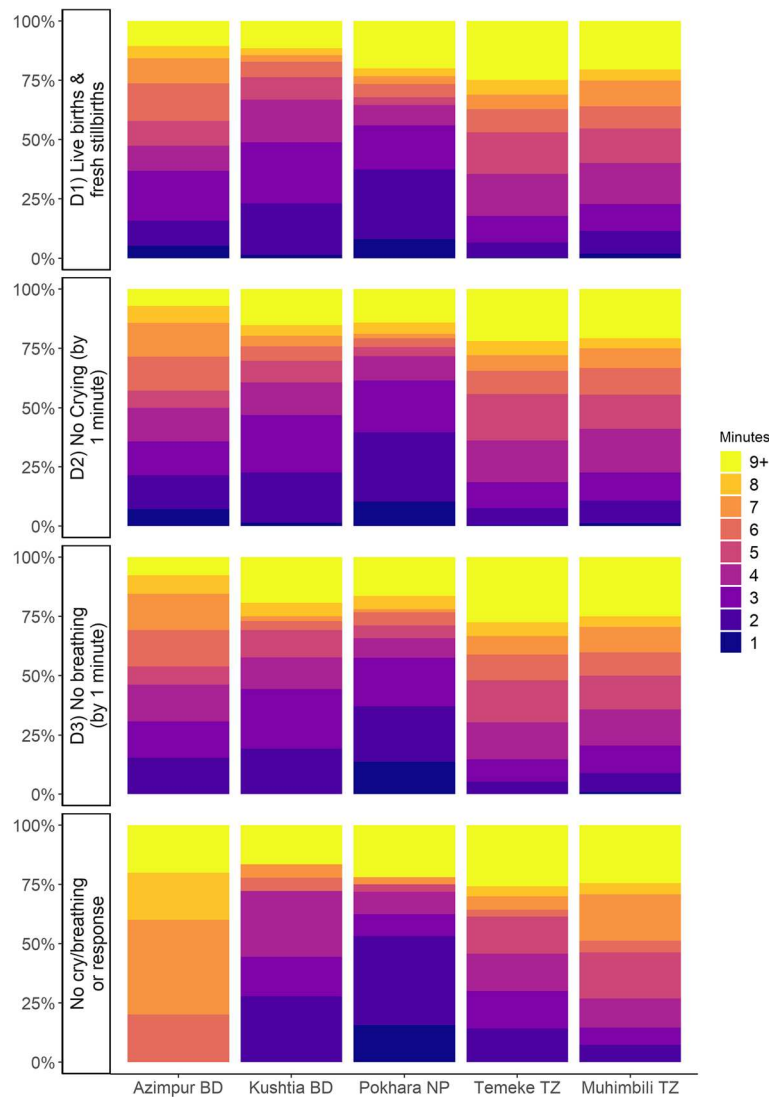 100%
75%
50%
25%
0%
D1) Live births &
fresh stillbirths
100%
75%
50%
25%
0%
D2) No Crying (by
1 minute)
100%
75%
50%
25%
0%
D3) No breathing
(by 1 minute)
100%
75%
50%
25%
0%
No cry/breathing
or response
Azimpur BD Kushtia BD Pokhara NP Temeke TZ Muhimbili TZ
Minutes
9+
8
7
6
5
4
3
2
1